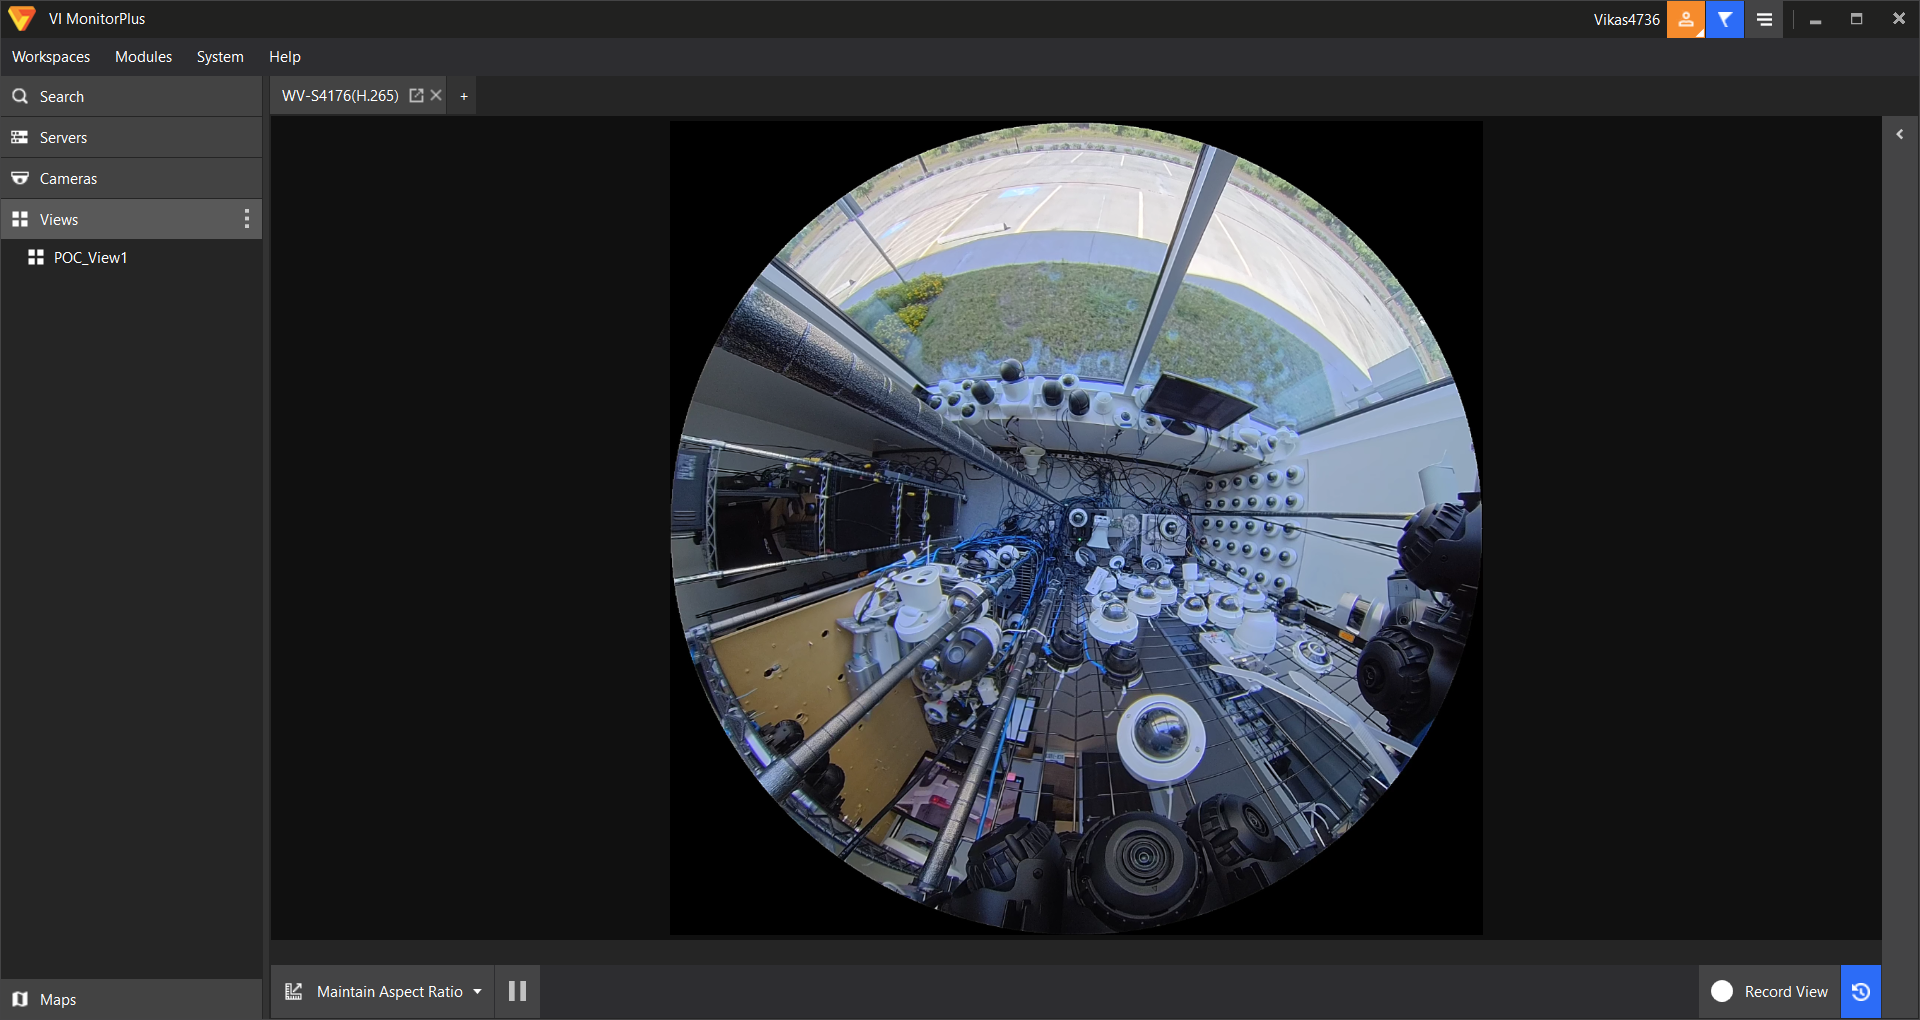 VI MonitorPlus
Vikas4736
Workspaces Modules System Help
Search
WV-S4176(H.265) +
Servers
Cameras
Views
POC_View1
Maps
Maintain Aspect Ratio
Record View